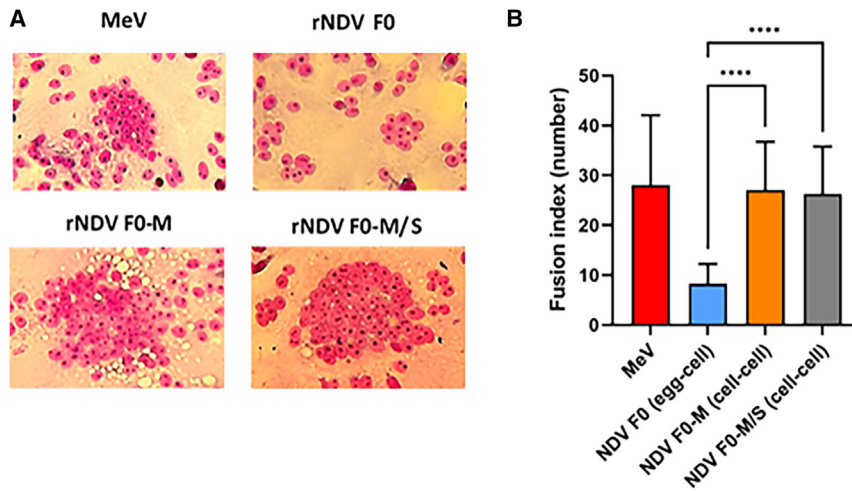 A
MeV
rNDV F0
rNDV F0-M
rNDV F0-M/S
B
••••
••••
Fusion index (number)
50
40
30
20
10
0
MeV
NDV F0 (egg-cell)
NDV F0-M (cell-cell)
NDV F0-M/S (cell-cell)